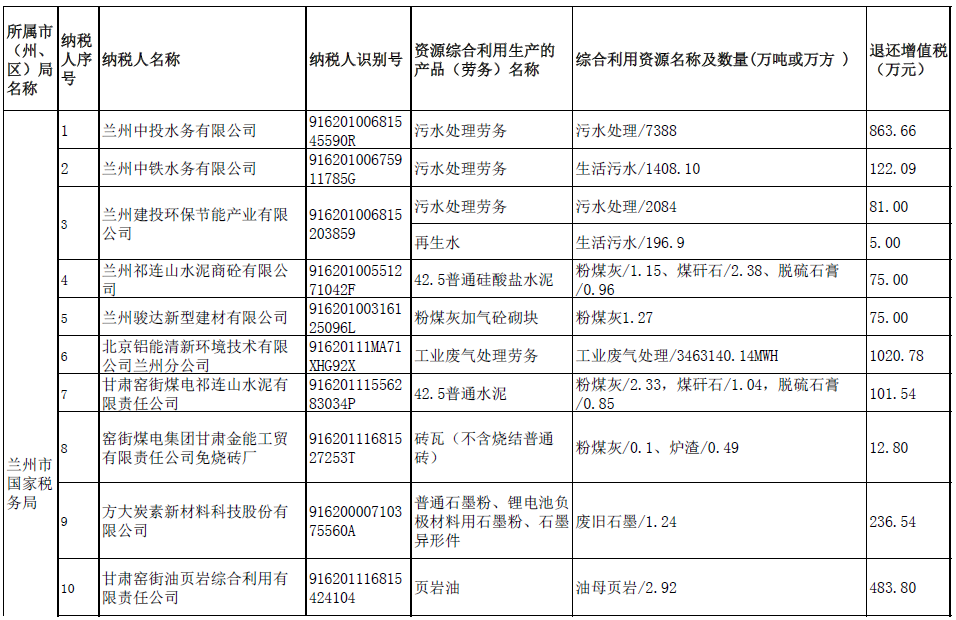 所属市
（州、
区）局
名称
纳税
人序
号
纳税人名称
纳税人识别号
资源综合利用生产的
产品（劳务）名称
综合利用资源名称及数量(万吨或万方 )
退还增值税
（万元）
兰州市
国家税
务局
1
兰州中投水务有限公司
916201006815
45590R
污水处理劳务
污水处理/7388
863.66
2
兰州中铁水务有限公司
916201006759
11785G
污水处理劳务
生活污水/1408.10
122.09
3
兰州建投环保节能产业有限
公司
916201006815
203859
污水处理劳务
污水处理/2084
81.00
再生水
生活污水/196.9
5.00
4
兰州祁连山水泥商砼有限公
司
916201005512
71042F
42.5普通硅酸盐水泥
粉煤灰/1.15、煤矸石/2.38、脱硫石膏
/0.96
75.00
5
兰州骏达新型建材有限公司
916201003161
25096L
粉煤灰加气砼砌块
粉煤灰1.27
75.00
6
北京铝能清新环境技术有限
公司兰州分公司
91620111MA71
XHG92X
工业废气处理劳务
工业废气处理/3463140.14MWH
1020.78
7
甘肃窑街煤电祁连山水泥有
限责任公司
916201115562
83034P
42.5普通水泥
粉煤灰/2.33，煤矸石/1.04，脱硫石膏
/0.85
101.54
8
窑街煤电集团甘肃金能工贸
有限责任公司免烧砖厂
916201116815
27253T
砖瓦（不含烧结普通
砖）
粉煤灰/0.1、炉渣/0.49
12.80
9
方大炭素新材料科技股份有
限公司
916200007103
75560A
普通石墨粉、锂电池负
极材料用石墨粉、石墨
异形件
废旧石墨/1.24
236.54
10
甘肃窑街油页岩综合利用有
限责任公司
916201116815
424104
页岩油
油母页岩/2.92
483.80